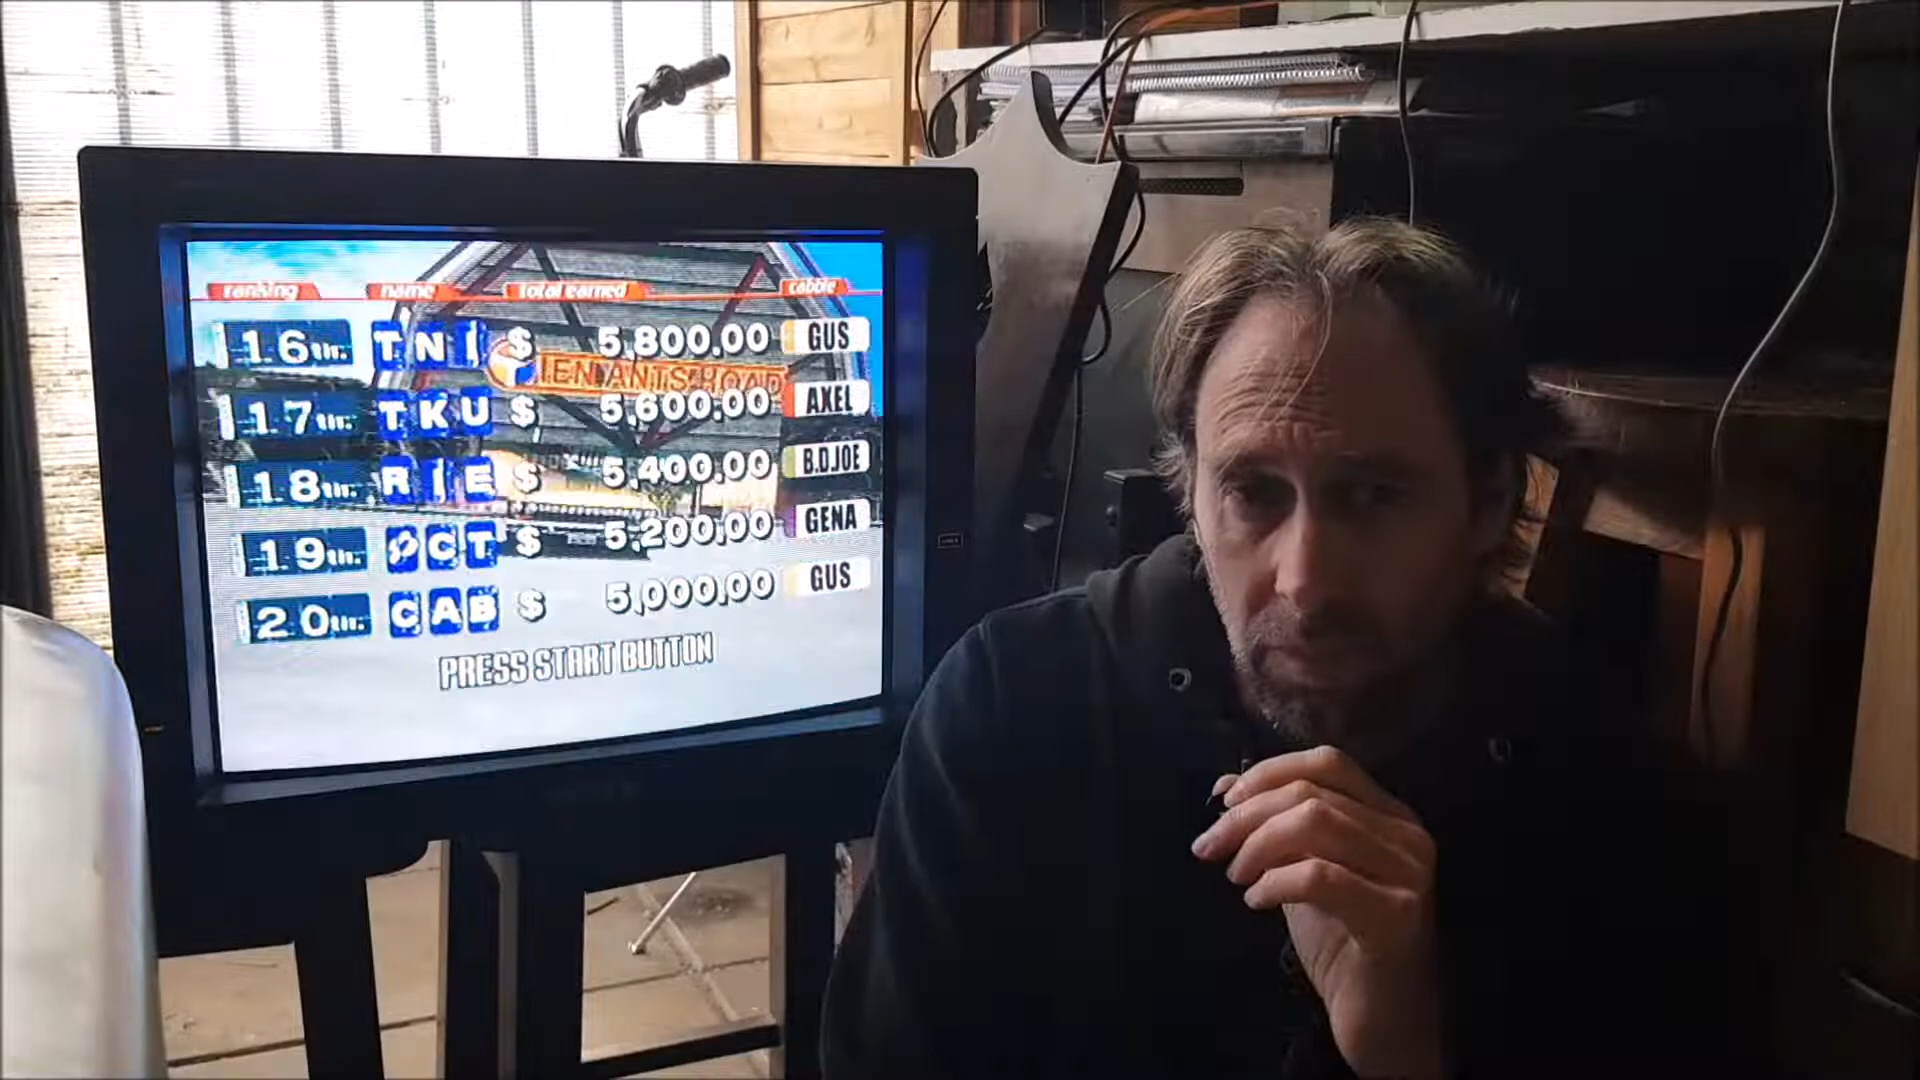 ranking name total earned cabbie
16th. TNI $ 5,800.00 GUS
17th. TKU $ 5,600.00 AXEL
18th. RIE $ 5,400.00 B.D.JOE
19th. OCT $ 5,200.00 GENA
20th. CAB $ 5,000.00 GUS
PRESS START BUTTON